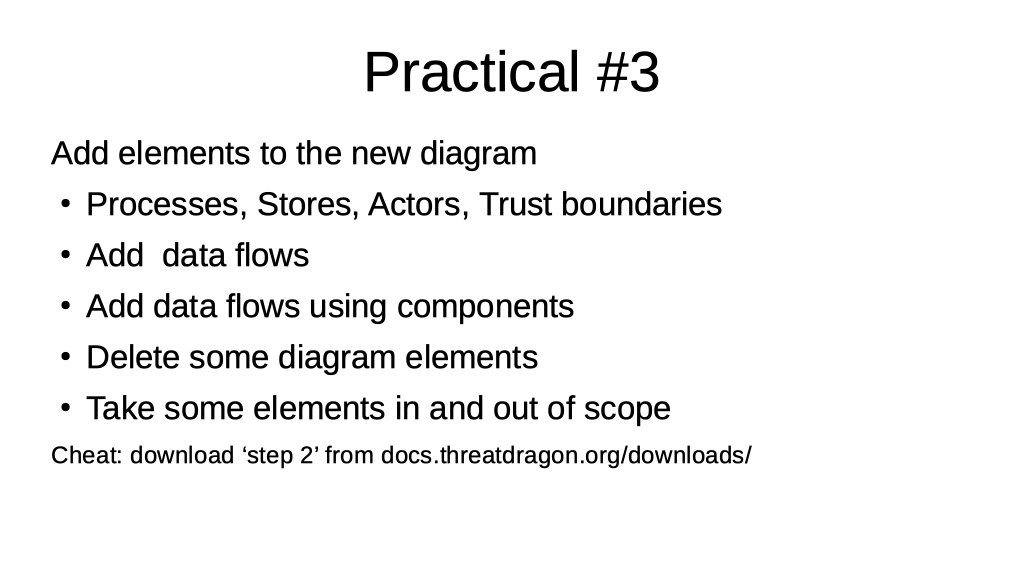 Practical #3
Add elements to the new diagram
• Processes, Stores, Actors, Trust boundaries
• Add  data flows
• Add data flows using components
• Delete some diagram elements
• Take some elements in and out of scope
Cheat: download ‘step 2’ from docs.threatdragon.org/downloads/